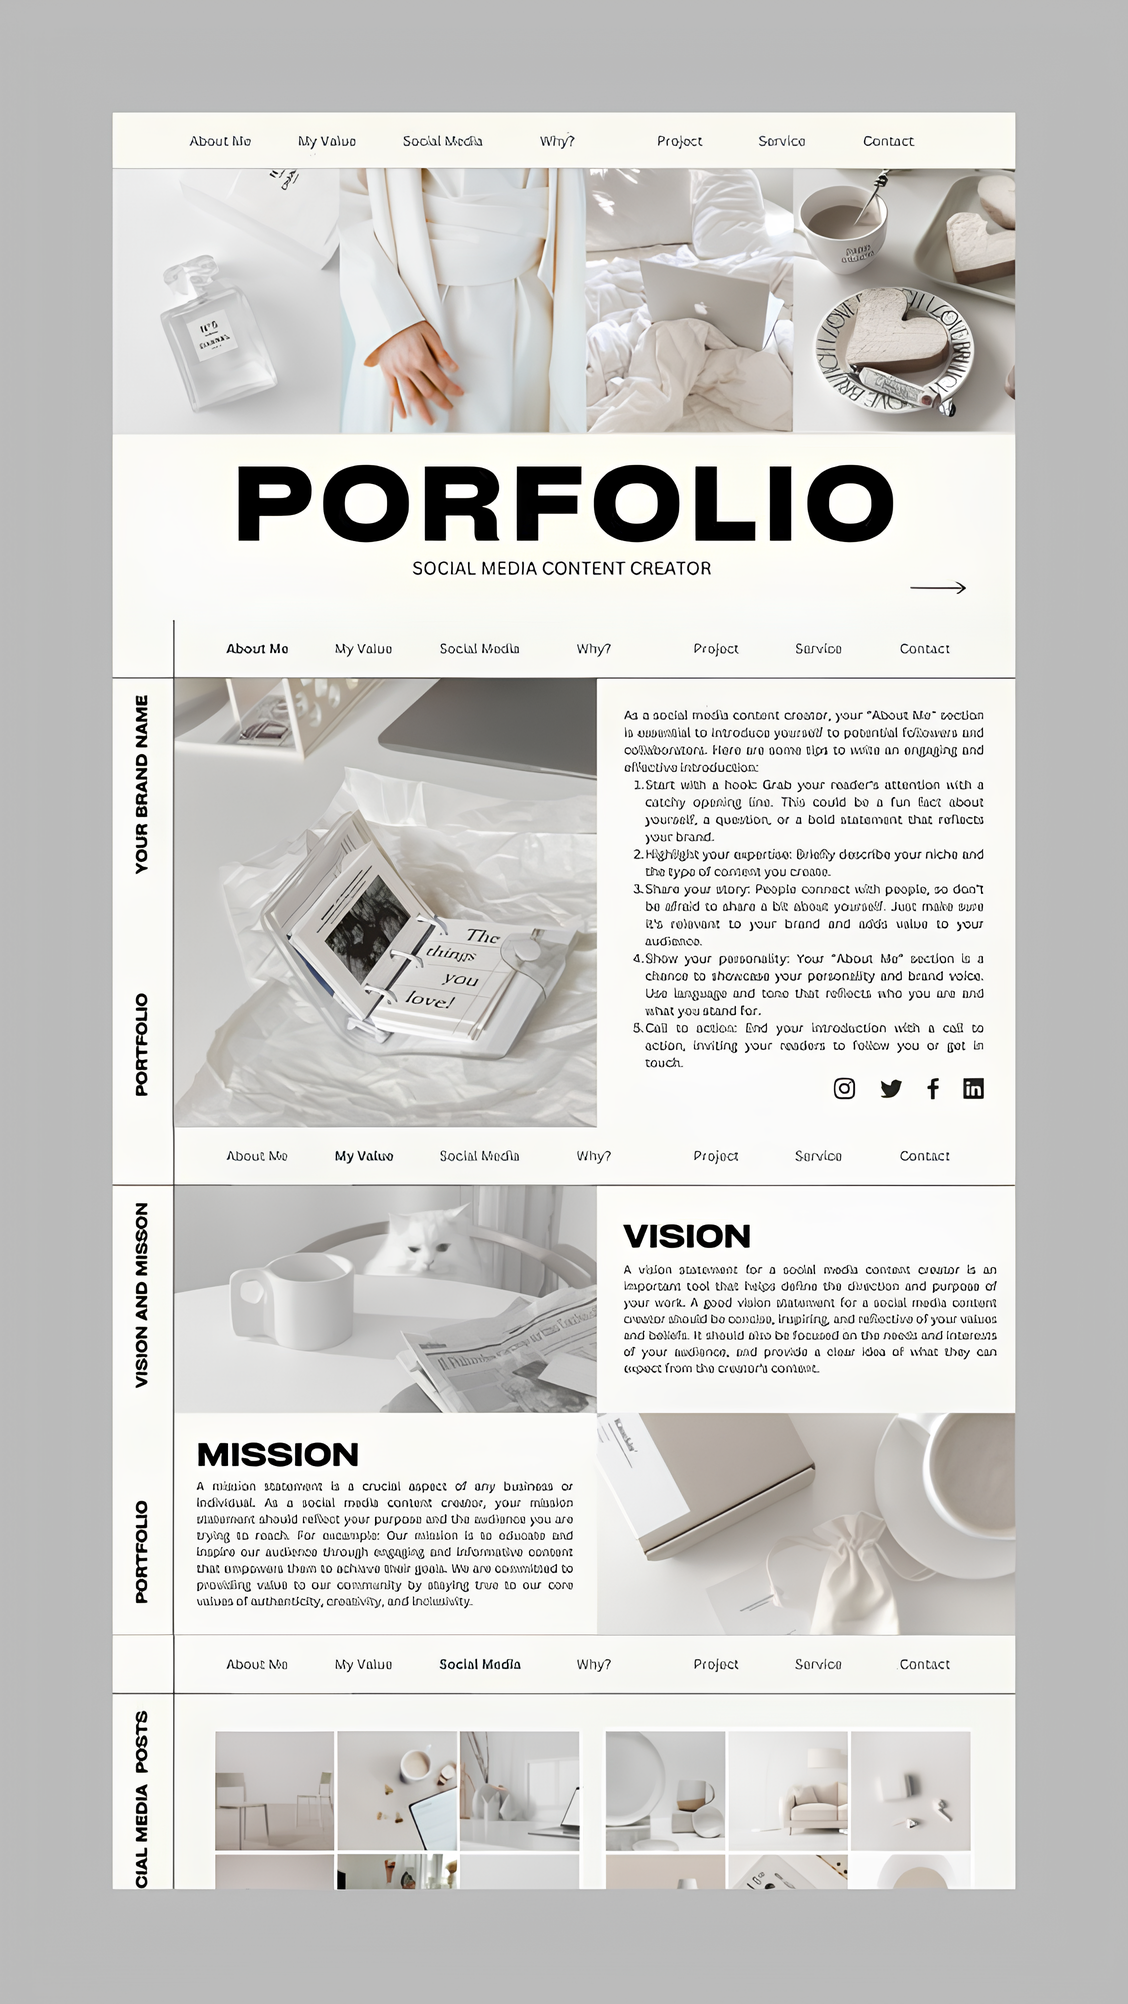 About Me My Value Social Media Why? Project Service Contact
PORFOLIO
SOCIAL MEDIA CONTENT CREATOR
About Me My Value Social Media Why? Project Service Contact
YOUR BRAND NAME
PORTFOLIO
The
things
you
love!
As a social media content creator, your "About Me" section
is essential to introduce yourself to potential followers and
collaborators. Here are some tips to write an engaging and
effective introduction:
1. Start with a hook: Grab your reader's attention with a
catchy opening line. This could be a fun fact about
yourself, a question, or a bold statement that reflects
your brand.
2. Highlight your expertise: Briefly describe your niche and
the type of content you create.
3. Share your story: People connect with people, so don't
be afraid to share a bit about yourself. Just make sure
it's relevant to your brand and adds value to your
audience.
4. Show your personality: Your "About Me" section is a
chance to showcase your personality and brand voice.
Use language and tone that reflects who you are and
what you stand for.
5. Call to action: End your introduction with a call to
action, inviting your readers to follow you or get in
touch.
About Me My Value Social Media Why? Project Service Contact
VISION AND MISSON
PORTFOLIO
VISION
A vision statement for a social media content creator is an
important tool that helps define the direction and purpose of
your work. A good vision statement for a social media content
creator should be concise, inspiring, and reflective of your values
and beliefs. It should also be focused on the needs and interests
of your audience, and provide a clear idea of what they can
expect from the creator's content.
MISSION
A mission statement is a crucial aspect of any business or
individual. As a social media content creator, your mission
statement should reflect your purpose and the audience you are
trying to reach. For example: Our mission is to educate and
inspire our audience through engaging and informative content
that empowers them to achieve their goals. We are committed to
providing value to our community by staying true to our core
values of authenticity, creativity, and inclusivity.
About Me My Value Social Media Why? Project Service Contact
CIAL MEDIA POSTS